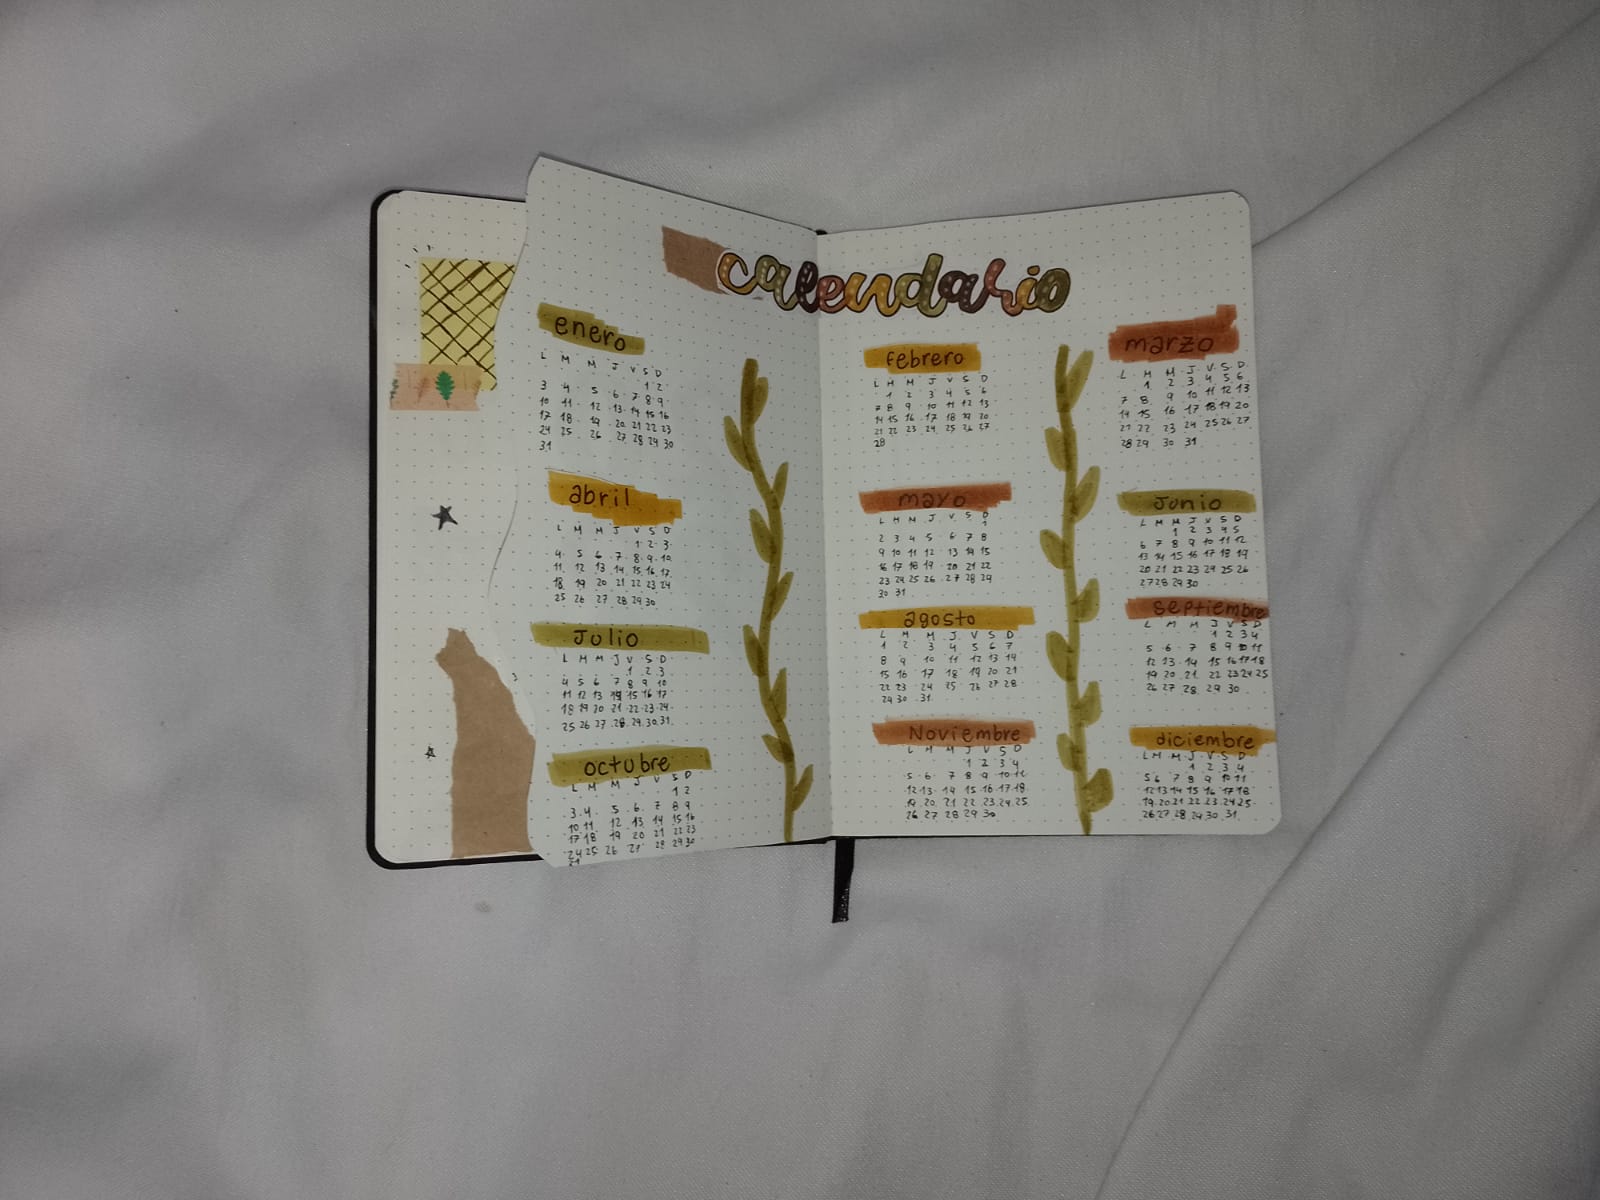 calendario
enero
L M M J V S D
1 2
3 4 5 6 7 8 9
10 11 12 13 14 15 16
17 18 19 20 21 22 23
24 25 26 27 28 29 30
31
abril
L M M J V S D
1 2 3
4 5 6 7 8 9 10
11 12 13 14 15 16 17
18 19 20 21 22 23 24
25 26 27 28 29 30
Julio
L M M J V S D
1 2 3
4 5 6 7 8 9 10
11 12 13 14 15 16 17
18 19 20 21 22 23 24
25 26 27 28 29 30 31
octubre
L M M J V S D
1 2
3 4 5 6 7 8 9
10 11 12 13 14 15 16
17 18 19 20 21 22 23
24 25 26 27 28 29 30
31
febrero
L M M J V S D
1 2 3 4 5 6
7 8 9 10 11 12 13
14 15 16 17 18 19 20
21 22 23 24 25 26 27
28
marzo
L M M J V S D
1 2 3 4 5 6
7 8 9 10 11 12 13
14 15 16 17 18 19 20
21 22 23 24 25 26 27
28 29 30 31
mayo
L M M J V S D
1
2 3 4 5 6 7 8
9 10 11 12 13 14 15
16 17 18 19 20 21 22
23 24 25 26 27 28 29
30 31
Junio
L M M J V S D
1 2 3 4 5
6 7 8 9 10 11 12
13 14 15 16 17 18 19
20 21 22 23 24 25 26
27 28 29 30
agosto
L M M J V S D
1 2 3 4 5 6 7
8 9 10 11 12 13 14
15 16 17 18 19 20 21
22 23 24 25 26 27 28
29 30 31
septiembre
L M M J V S D
1 2 3 4
5 6 7 8 9 10 11
12 13 14 15 16 17 18
19 20 21 22 23 24 25
26 27 28 29 30
Noviembre
L M M J V S D
1 2 3 4
5 6 7 8 9 10 11
12 13 14 15 16 17 18
19 20 21 22 23 24 25
26 27 28 29 30
diciembre
L M M J V S D
1 2 3 4
5 6 7 8 9 10 11
12 13 14 15 16 17 18
19 20 21 22 23 24 25
26 27 28 29 30 31